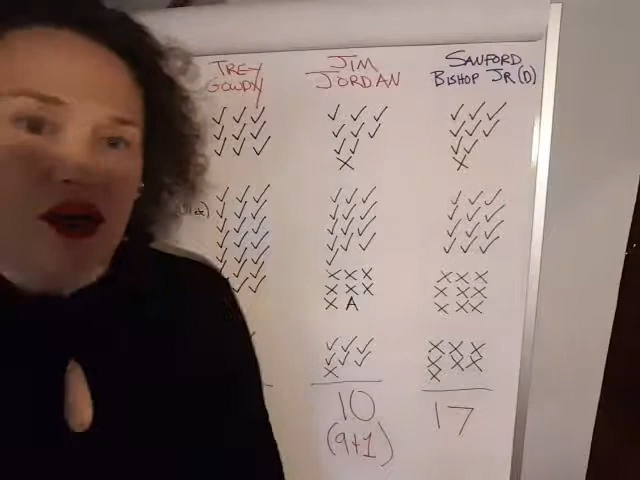 TREY
GOWDY
JIM
JORDAN
SANFORD
BISHOP JR (D)
✓ ✓ ✓ ✓ ✓ ✓ ✓ ✓ ✓
✓ ✓ ✓ ✓ ✓ ✓ ✓ ✓ ✓
✓ ✓ ✓ ✓ ✓ ✓
X X
✓ ✓ ✓ ✓ ✓ ✓ ✓ ✓ ✓
✓ ✓ ✓ ✓ ✓ ✓ ✓ ✓ ✓
✓ ✓ ✓ ✓ ✓ ✓ ✓ ✓ ✓
✓ ✓ ✓ ✓ ✓ ✓ ✓ ✓ ✓
✓ ✓ ✓ ✓
X X X X X X
X X X X X X
X A X X X
✓ ✓ ✓ X X X
✓ ✓ ✓ X X X
X X
10 17
(9+1)